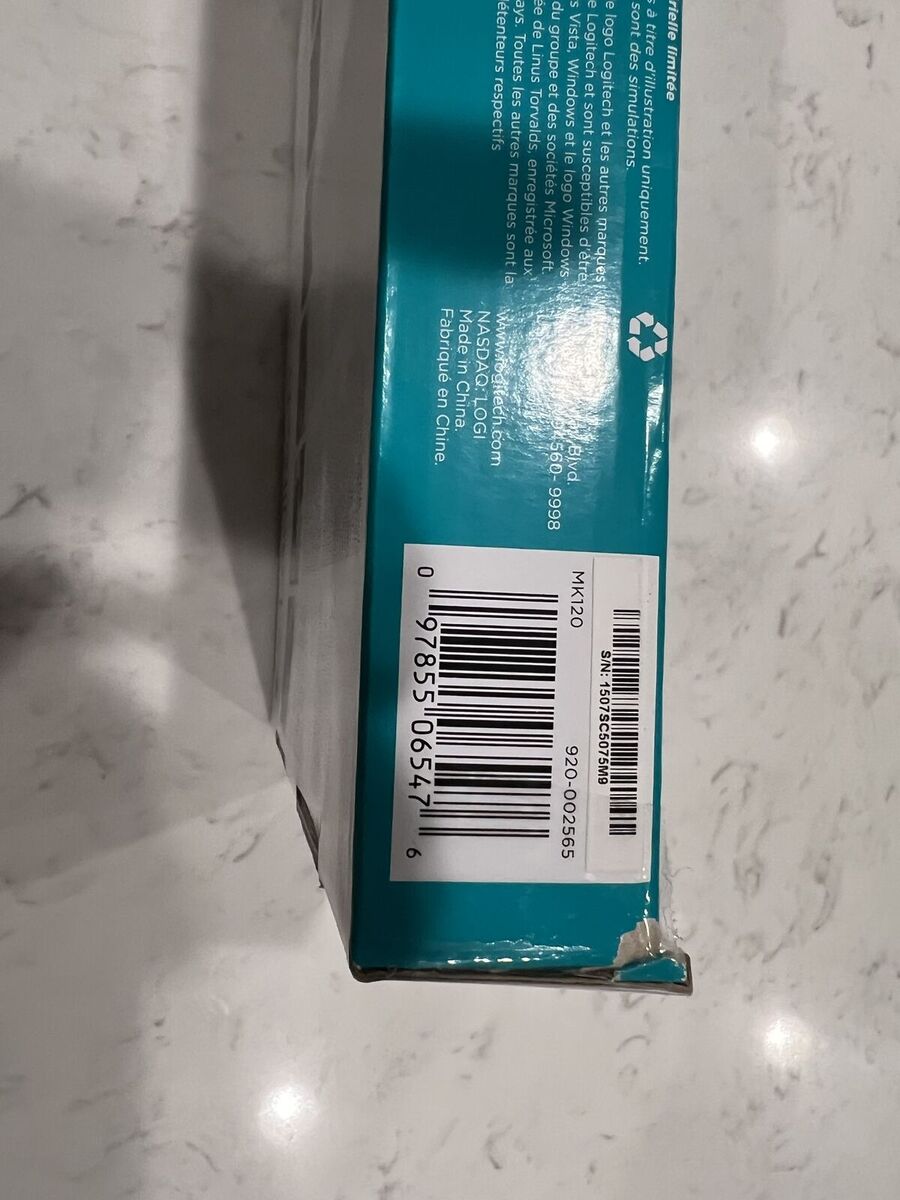 rielle limitée
s à titre d'illustration uniquement.
sont des simulations.
e logo Logitech et les autres marques
e Logitech et sont susceptibles d'être
s Vista, Windows et le logo Windows
du groupe et des sociétés Microsoft.
ée de Linus Torvalds, enregistrée aux
ays. Toutes les autres marques sont la
détenteurs respectifs
Blvd.
560-9998
www.logitech.com
NASDAQ: LOGI
Made in China.
Fabriqué en Chine.
S/N: 1507SC5075M9
MK120 920-002565
0 97855 06547 6